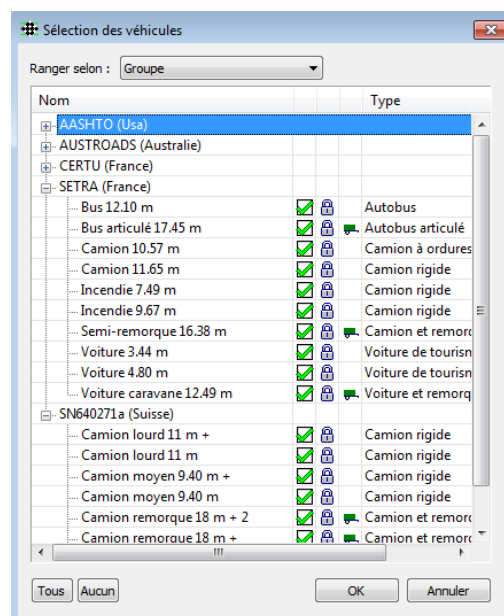 Sélection des véhicules
Ranger selon : Groupe
Nom Type
AASHTO (Usa)
AUSTROADS (Australie)
CERTU (France)
SETRA (France)
Bus 12.10 m Autobus
Bus articulé 17.45 m Autobus articulé
Camion 10.57 m Camion à ordures
Camion 11.65 m Camion rigide
Incendie 7.49 m Camion rigide
Incendie 9.67 m Camion rigide
Semi-remorque 16.38 m Camion et remorc
Voiture 3.44 m Voiture de tourisn
Voiture 4.80 m Voiture de tourisn
Voiture caravane 12.49 m Voiture et remorq
SN640271a (Suisse)
Camion lourd 11 m + Camion rigide
Camion lourd 11 m Camion rigide
Camion moyen 9.40 m + Camion rigide
Camion moyen 9.40 m Camion rigide
Camion remorque 18 m + 2 Camion et remorc
Camion remorque 18 m + Camion et remorc
Tous Aucun OK Annuler